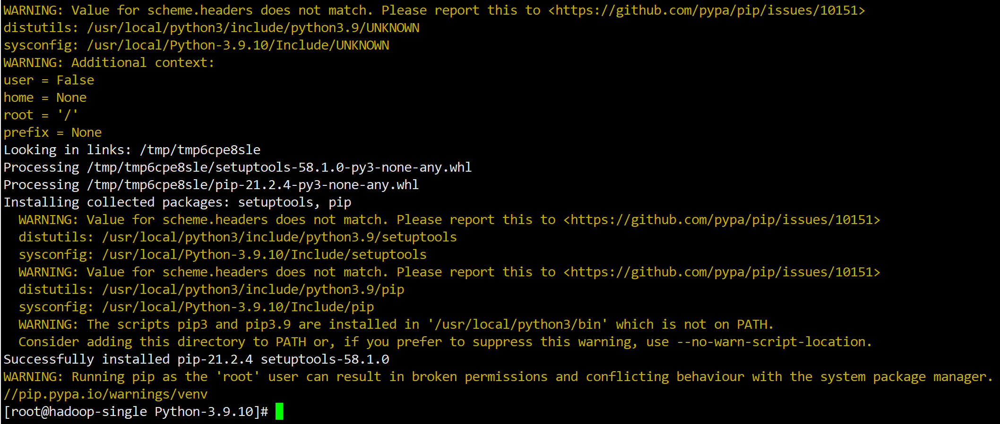 WARNING: Value for scheme.headers does not match. Please report this to <https://github.com/pypa/pip/issues/10151>
distutils: /usr/local/python3/include/python3.9/UNKNOWN
sysconfig: /usr/local/Python-3.9.10/Include/UNKNOWN
WARNING: Additional context:
user = False
home = None
root = '/'
prefix = None
Looking in links: /tmp/tmp6cpe8sle
Processing /tmp/tmp6cpe8sle/setuptools-58.1.0-py3-none-any.whl
Processing /tmp/tmp6cpe8sle/pip-21.2.4-py3-none-any.whl
Installing collected packages: setuptools, pip
  WARNING: Value for scheme.headers does not match. Please report this to <https://github.com/pypa/pip/issues/10151>
  distutils: /usr/local/python3/include/python3.9/setuptools
  sysconfig: /usr/local/Python-3.9.10/Include/setuptools
  WARNING: Value for scheme.headers does not match. Please report this to <https://github.com/pypa/pip/issues/10151>
  distutils: /usr/local/python3/include/python3.9/pip
  sysconfig: /usr/local/Python-3.9.10/Include/pip
  WARNING: The scripts pip3 and pip3.9 are installed in '/usr/local/python3/bin' which is not on PATH.
  Consider adding this directory to PATH or, if you prefer to suppress this warning, use --no-warn-script-location.
Successfully installed pip-21.2.4 setuptools-58.1.0
WARNING: Running pip as the 'root' user can result in broken permissions and conflicting behaviour with the system package manager.
//pip.pypa.io/warnings/venv
[root@hadoop-single Python-3.9.10]#